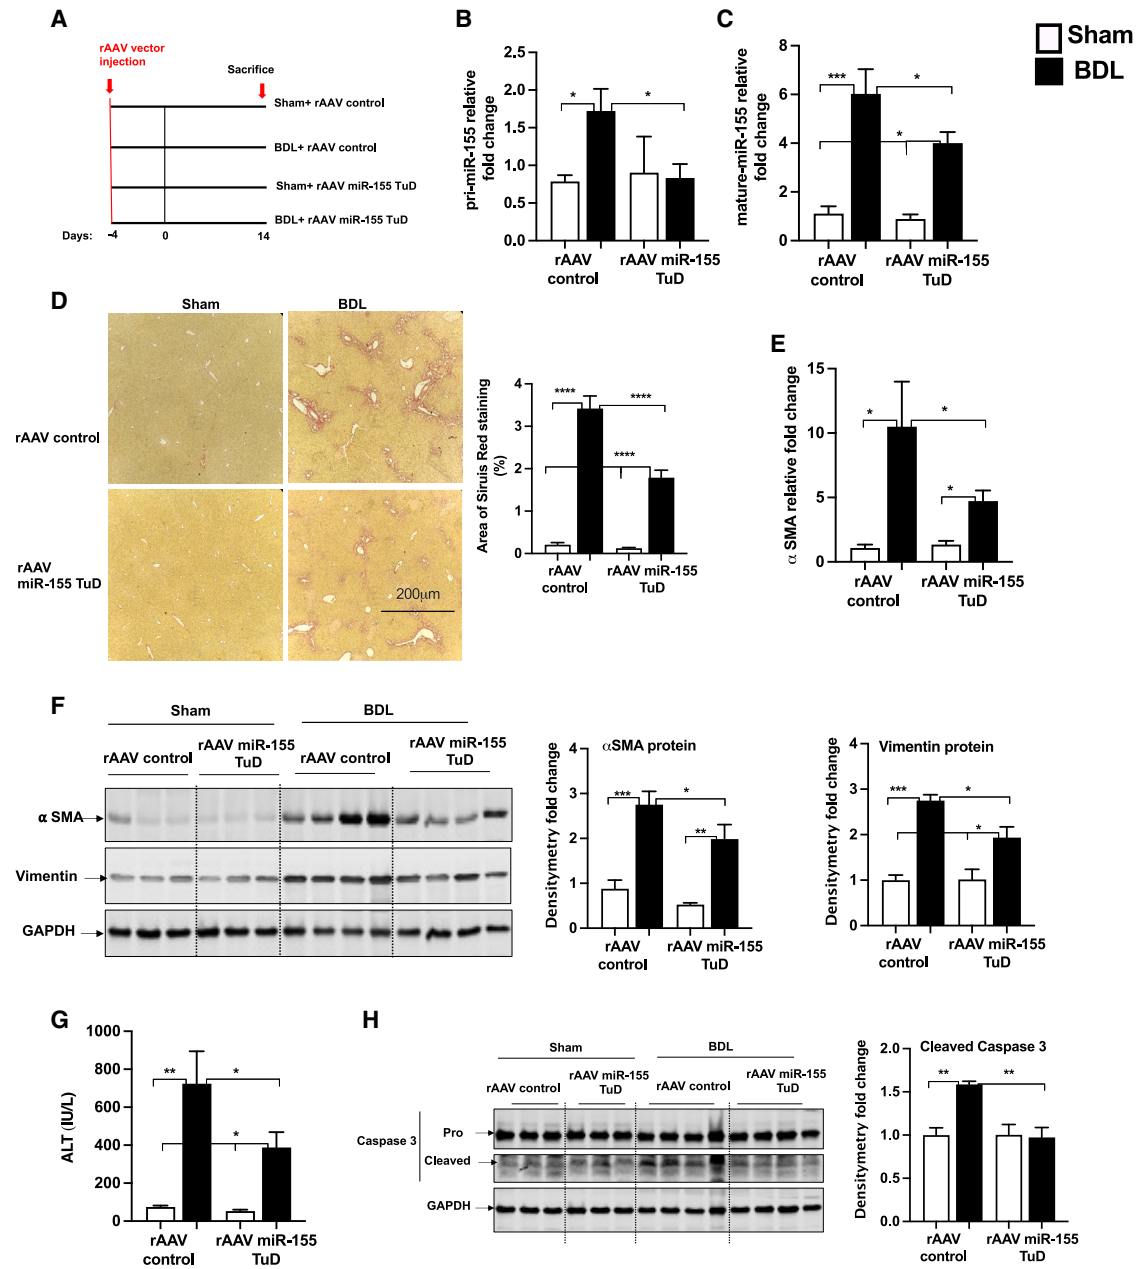 A
rAAV vector
injection
Sacrifice
Sham+ rAAV control
BDL+ rAAV control
Sham+ rAAV miR-155 TuD
BDL+ rAAV miR-155 TuD
Days:
-4
0
14
B
pri-miR-155 relative
fold change
2.5
2.0
1.5
1.0
0.5
0.0
*
*
rAAV
control
rAAV miR-155
TuD
C
mature-miR-155 relative
fold change
8
6
4
2
0
***
*
*
rAAV
control
rAAV miR-155
TuD
Sham
BDL
D
Sham
BDL
rAAV control
rAAV
miR-155 TuD
200μm
Area of Siruis Red staining
(%)
4
3
2
1
0
****
****
****
rAAV
control
rAAV miR-155
TuD
E
α SMA relative fold change
15
10
5
0
*
*
*
rAAV
control
rAAV miR-155
TuD
F
Sham
BDL
rAAV control
rAAV miR-155
TuD
rAAV control
rAAV miR-155
TuD
α SMA
Vimentin
GAPDH
αSMA protein
Densitymetry fold change
4
3
2
1
0
***
*
**
rAAV
control
rAAV miR-155
TuD
Vimentin protein
Densitymetry fold change
4
3
2
1
0
***
*
*
rAAV
control
rAAV miR-155
TuD
G
ALT (IU/L)
1000
800
600
400
200
0
**
*
*
rAAV
control
rAAV miR-155
TuD
H
Sham
BDL
rAAV control
rAAV miR-155
TuD
rAAV control
rAAV miR-155
TuD
Caspase 3
Pro
Cleaved
GAPDH
Cleaved Caspase 3
Densitymetry fold change
1.5
1.0
0.5
0.0
**
**
rAAV
control
rAAV miR-155
TuD